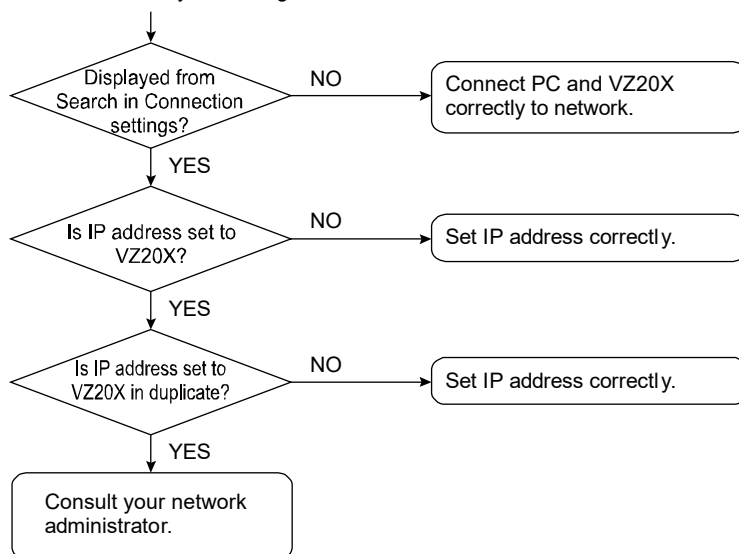 Displayed from
Search in Connection
settings?
NO
Connect PC and VZ20X
correctly to network.
YES
Is IP address set to
VZ20X?
NO
Set IP address correctly.
YES
Is IP address set to
VZ20X in duplicate?
NO
Set IP address correctly.
YES
Consult your network
administrator.